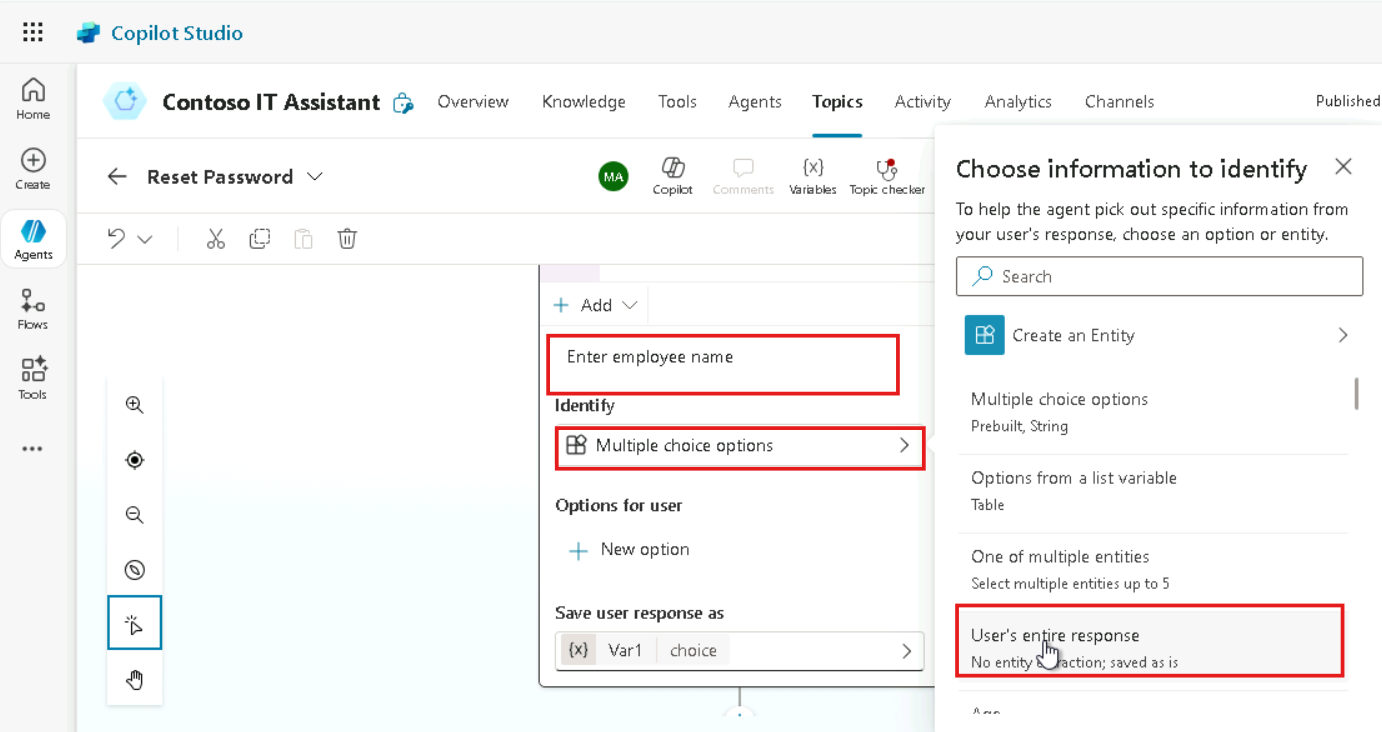 Copilot Studio
Home
Create
Agents
Flows
Tools
Contoso IT Assistant
Overview
Knowledge
Tools
Agents
Topics
Activity
Analytics
Channels
Published
Reset Password
MA
Copilot
Comments
{x}
Variables
Topic checker
Add
Enter employee name
Identify
Multiple choice options
Options for user
New option
Save user response as
{x} Var1 choice
Choose information to identify
To help the agent pick out specific information from
your user's response, choose an option or entity.
Search
Create an Entity
Multiple choice options
Prebuilt, String
Options from a list variable
Table
One of multiple entities
Select multiple entities up to 5
User's entire response
No entity saved as is
Age